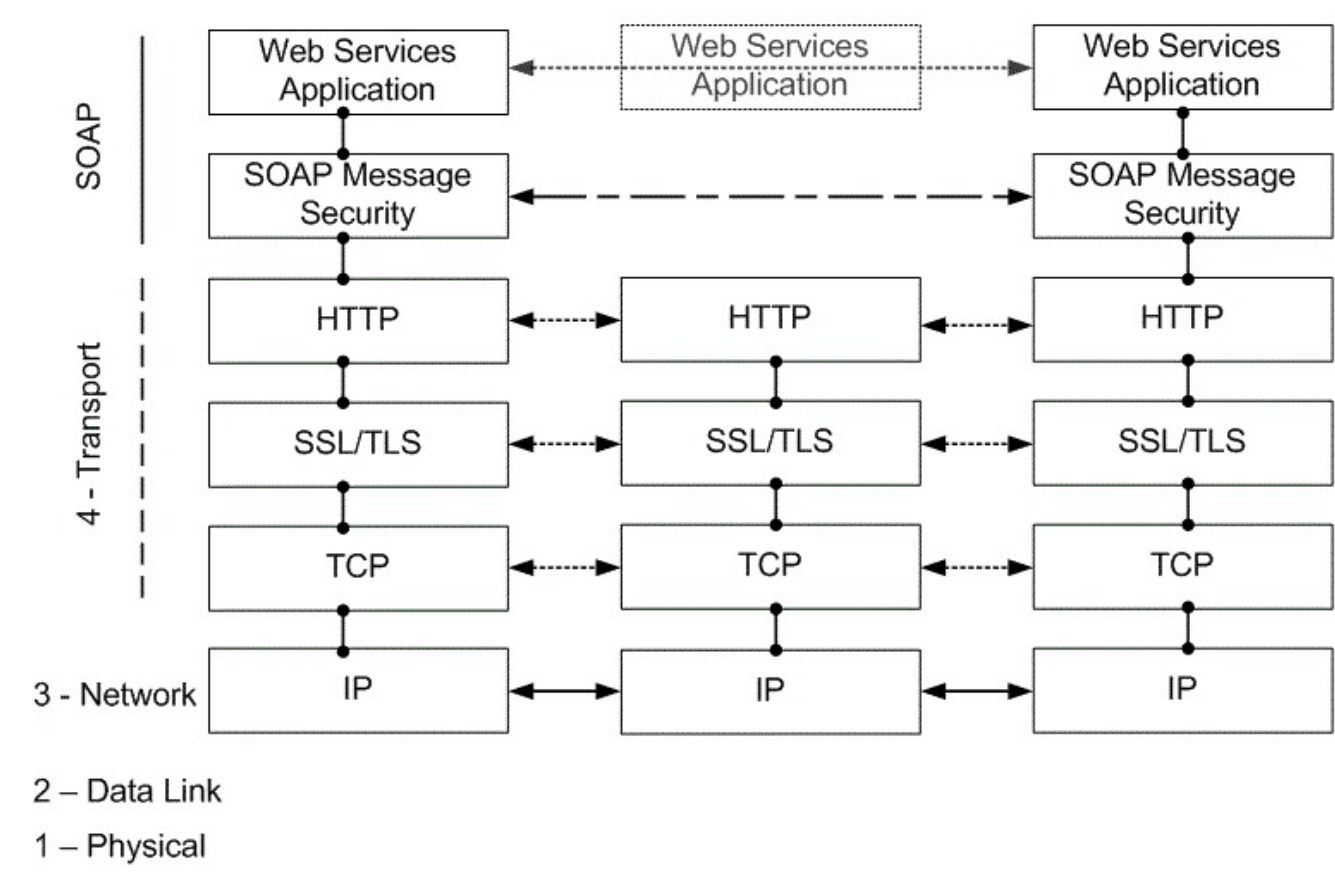 SOAP
Web Services
Application
Web Services
Application
Web Services
Application
SOAP Message
Security
SOAP Message
Security
4 - Transport
HTTP
HTTP
HTTP
SSL/TLS
SSL/TLS
SSL/TLS
TCP
TCP
TCP
3 - Network
IP
IP
IP
2 – Data Link
1 – Physical